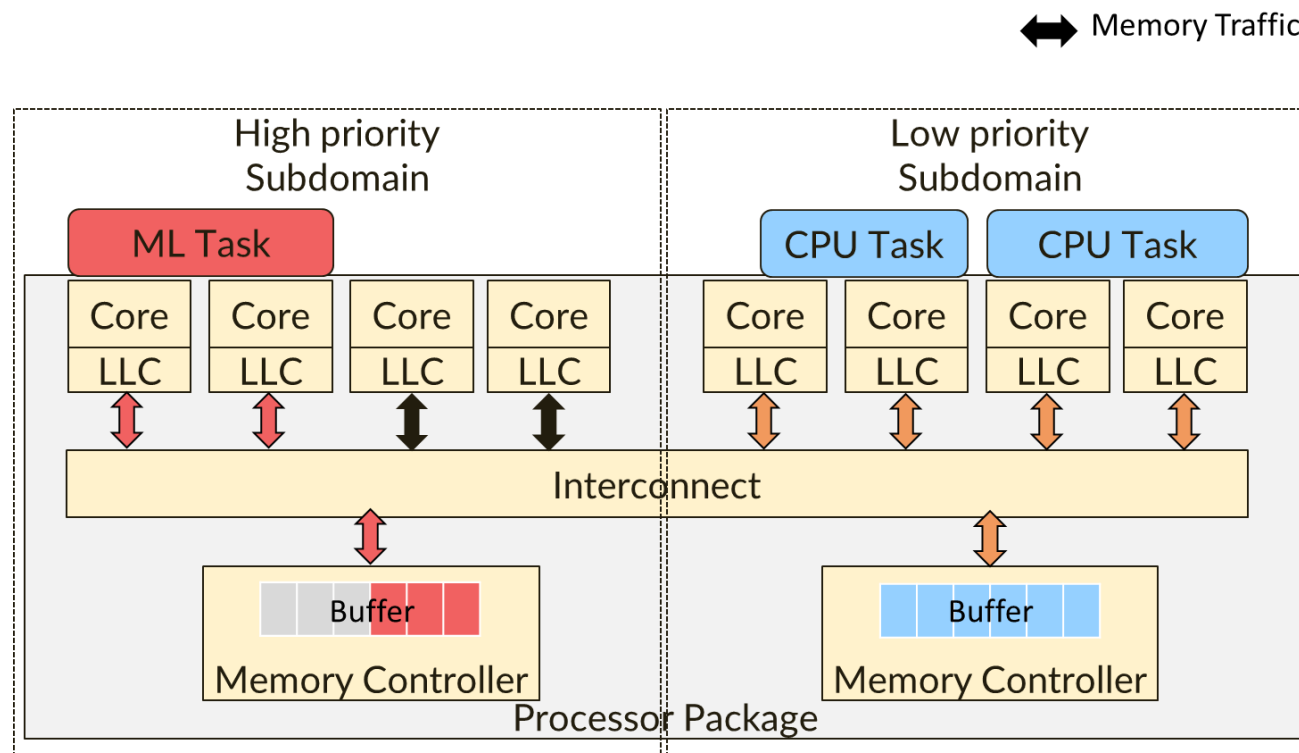 Memory Traffic
High priority
Subdomain
Low priority
Subdomain
ML Task
CPU Task
CPU Task
Core
Core
Core
Core
Core
Core
Core
Core
LLC
LLC
LLC
LLC
LLC
LLC
LLC
LLC
Interconnect
Buffer
Buffer
Memory Controller
Memory Controller
Processor Package